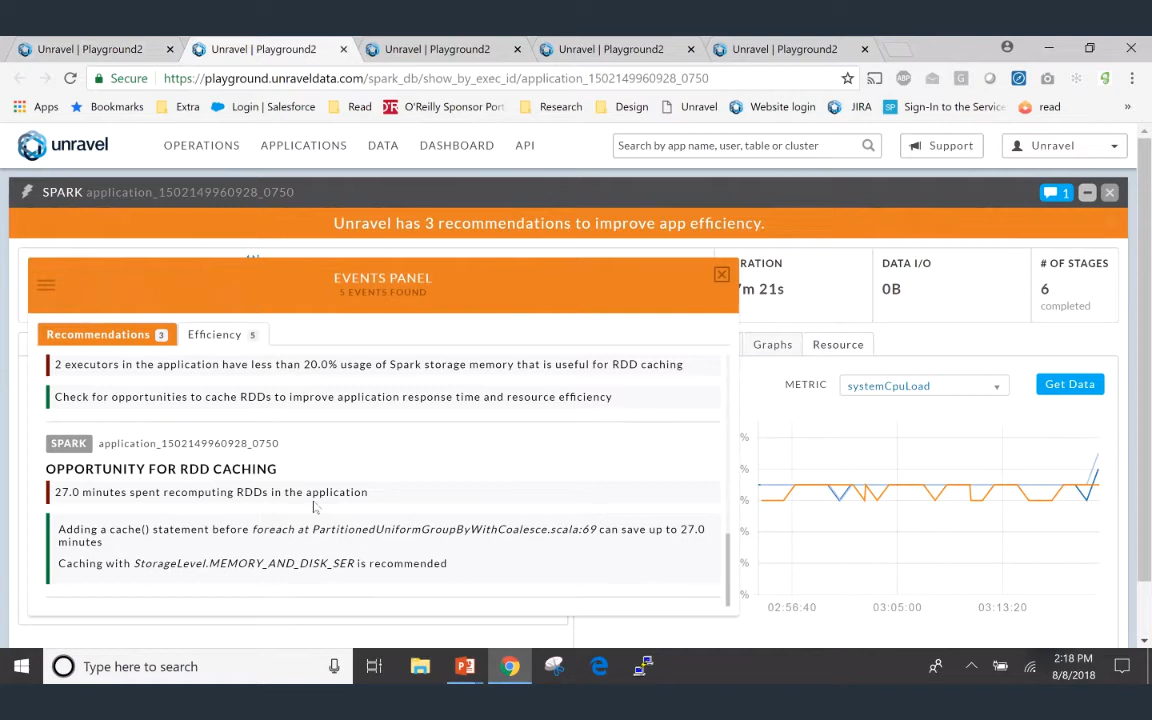 Unravel | Playground2
Unravel | Playground2
Unravel | Playground2
Unravel | Playground2
Unravel | Playground2
Secure
https://playground.unraveldata.com/spark_db/show_by_exec_id/application_1502149960928_0750
Apps
Bookmarks
Extra
Login | Salesforce
Read
O'Reilly Sponsor Port
Research
Design
Unravel
Website login
JIRA
Sign-In to the Service
read
unravel
OPERATIONS
APPLICATIONS
DATA
DASHBOARD
API
Search by app name, user, table or cluster
Support
Unravel
SPARK application_1502149960928_0750
1
Unravel has 3 recommendations to improve app efficiency.
EVENTS PANEL
5 EVENTS FOUND
RATION
7m 21s
DATA I/O
0B
# OF STAGES
6
completed
Recommendations 3
Efficiency 5
Graphs
Resource
2 executors in the application have less than 20.0% usage of Spark storage memory that is useful for RDD caching
Check for opportunities to cache RDDs to improve application response time and resource efficiency
METRIC
systemCpuLoad
Get Data
SPARK application_1502149960928_0750
OPPORTUNITY FOR RDD CACHING
27.0 minutes spent recomputing RDDs in the application
Adding a cache() statement before foreach at PartitionedUniformGroupByWithCoalesce.scala:69 can save up to 27.0
minutes
Caching with StorageLevel.MEMORY_AND_DISK_SER is recommended
%
%
%
%
%
%
02:56:40
03:05:00
03:13:20
Type here to search
2:18 PM
8/8/2018